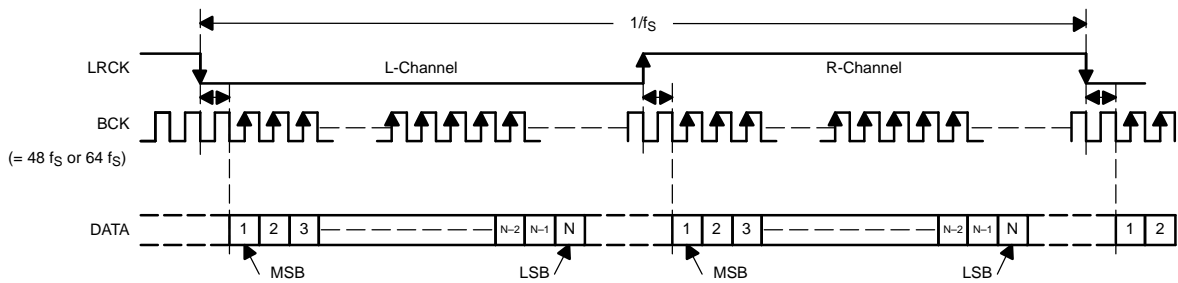 1/fS
LRCK
L-Channel
R-Channel
BCK
(= 48 fS or 64 fS)
DATA
1 2 3 N–2 N–1 N 1 2 3 N–2 N–1 N 1 2
MSB LSB MSB LSB